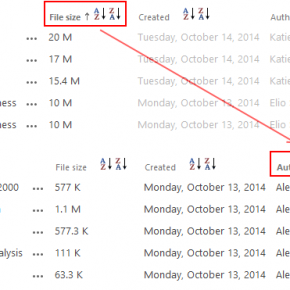 File size ↑ A Z Z A Created A Z Z A Auth
... 20 M Tuesday, October 14, 2014 Katie
... 17 M Tuesday, October 14, 2014 Katie
... 15.4 M Tuesday, October 14, 2014 Katie
ness ... 10 M Monday, October 13, 2014 Elio
ness ... 10 M Monday, October 13, 2014 Elio
File size A Z Z A Created A Z Z A Aut
2000 ... 577 K Monday, October 13, 2014 Ale
... 1.1 M Monday, October 13, 2014 Ale
... 577.3 K Monday, October 13, 2014 Ale
alysis ... 111 K Monday, October 13, 2014 Ale
... 63.3 K Monday, October 13, 2014 Ale